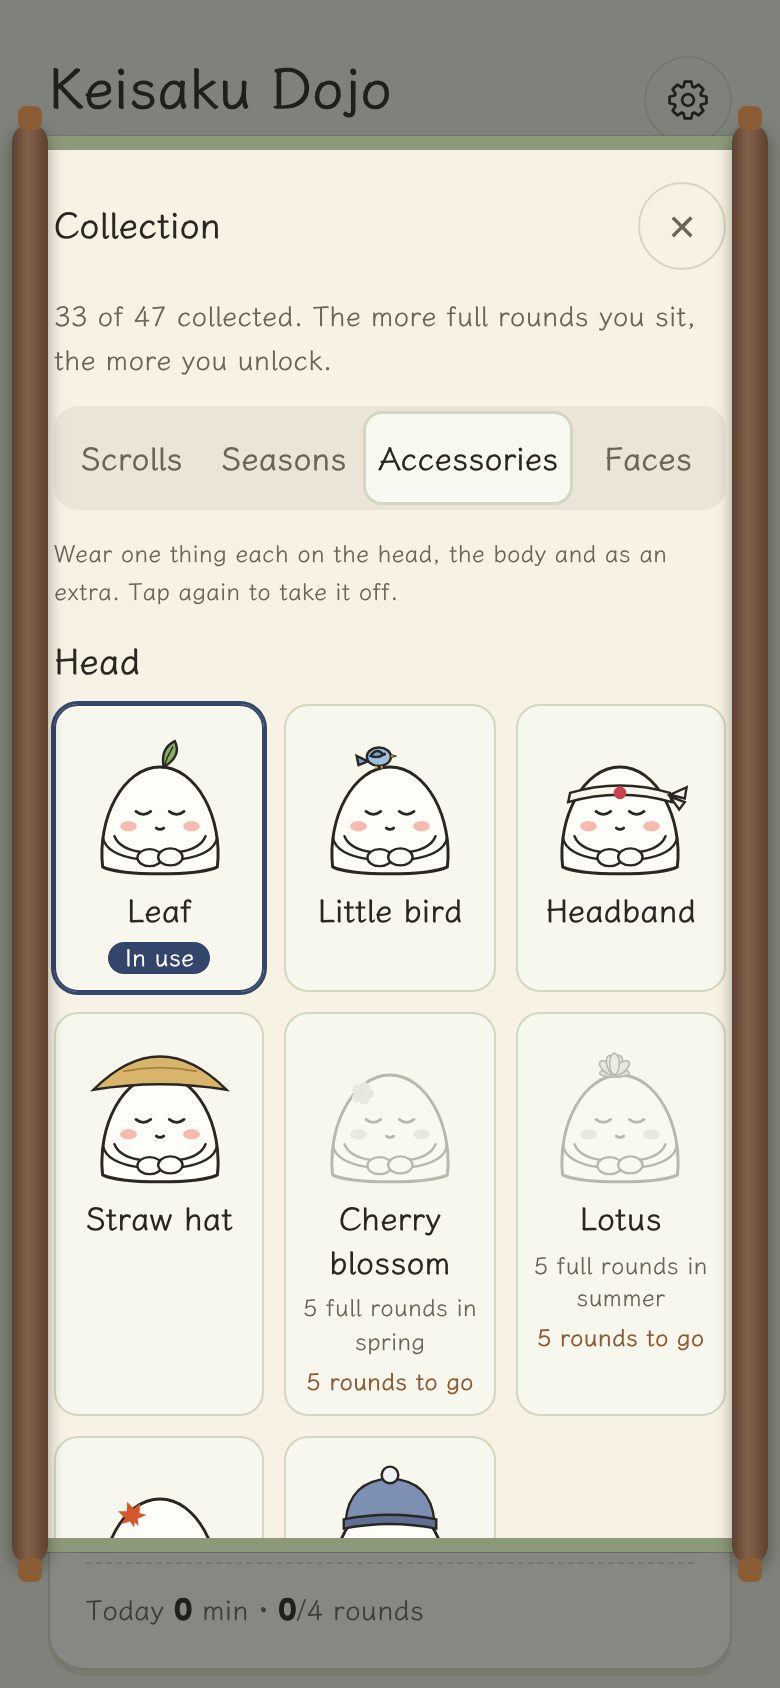 Keisaku Dojo
Collection
33 of 47 collected. The more full rounds you sit,
the more you unlock.
Scrolls Seasons Accessories Faces
Wear one thing each on the head, the body and as an
extra. Tap again to take it off.
Head
Leaf
In use
Little bird
Headband
Straw hat
Cherry
blossom
5 full rounds in
spring
5 rounds to go
Lotus
5 full rounds in
summer
5 rounds to go
Today 0 min • 0/4 rounds